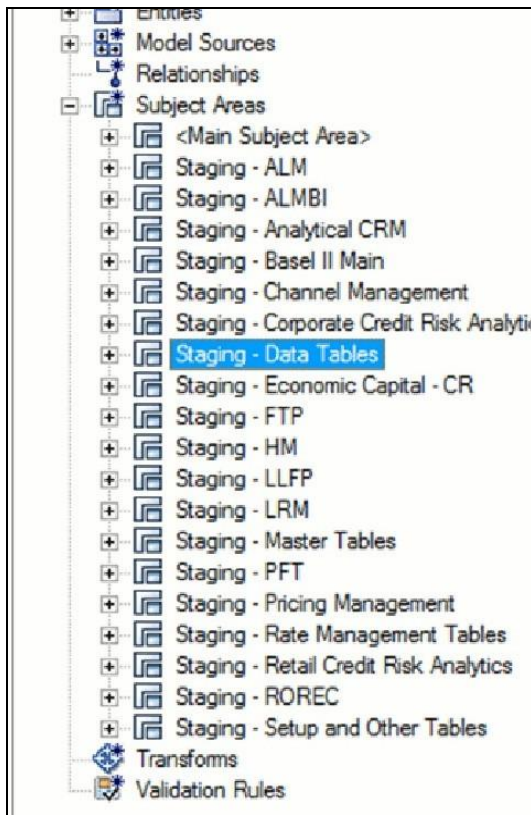 Entities
Model Sources
Relationships
Subject Areas
<Main Subject Area>
Staging - ALM
Staging - ALMBI
Staging - Analytical CRM
Staging - Basel II Main
Staging - Channel Management
Staging - Corporate Credit Risk Analytic
Staging - Data Tables
Staging - Economic Capital - CR
Staging - FTP
Staging - HM
Staging - LLFP
Staging - LRM
Staging - Master Tables
Staging - PFT
Staging - Pricing Management
Staging - Rate Management Tables
Staging - Retail Credit Risk Analytics
Staging - ROREC
Staging - Setup and Other Tables
Transforms
Validation Rules